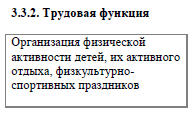 3.3.2. Трудовая функция
Организация физической
активности детей, их активного
отдыха, физкультурно-
спортивных праздников